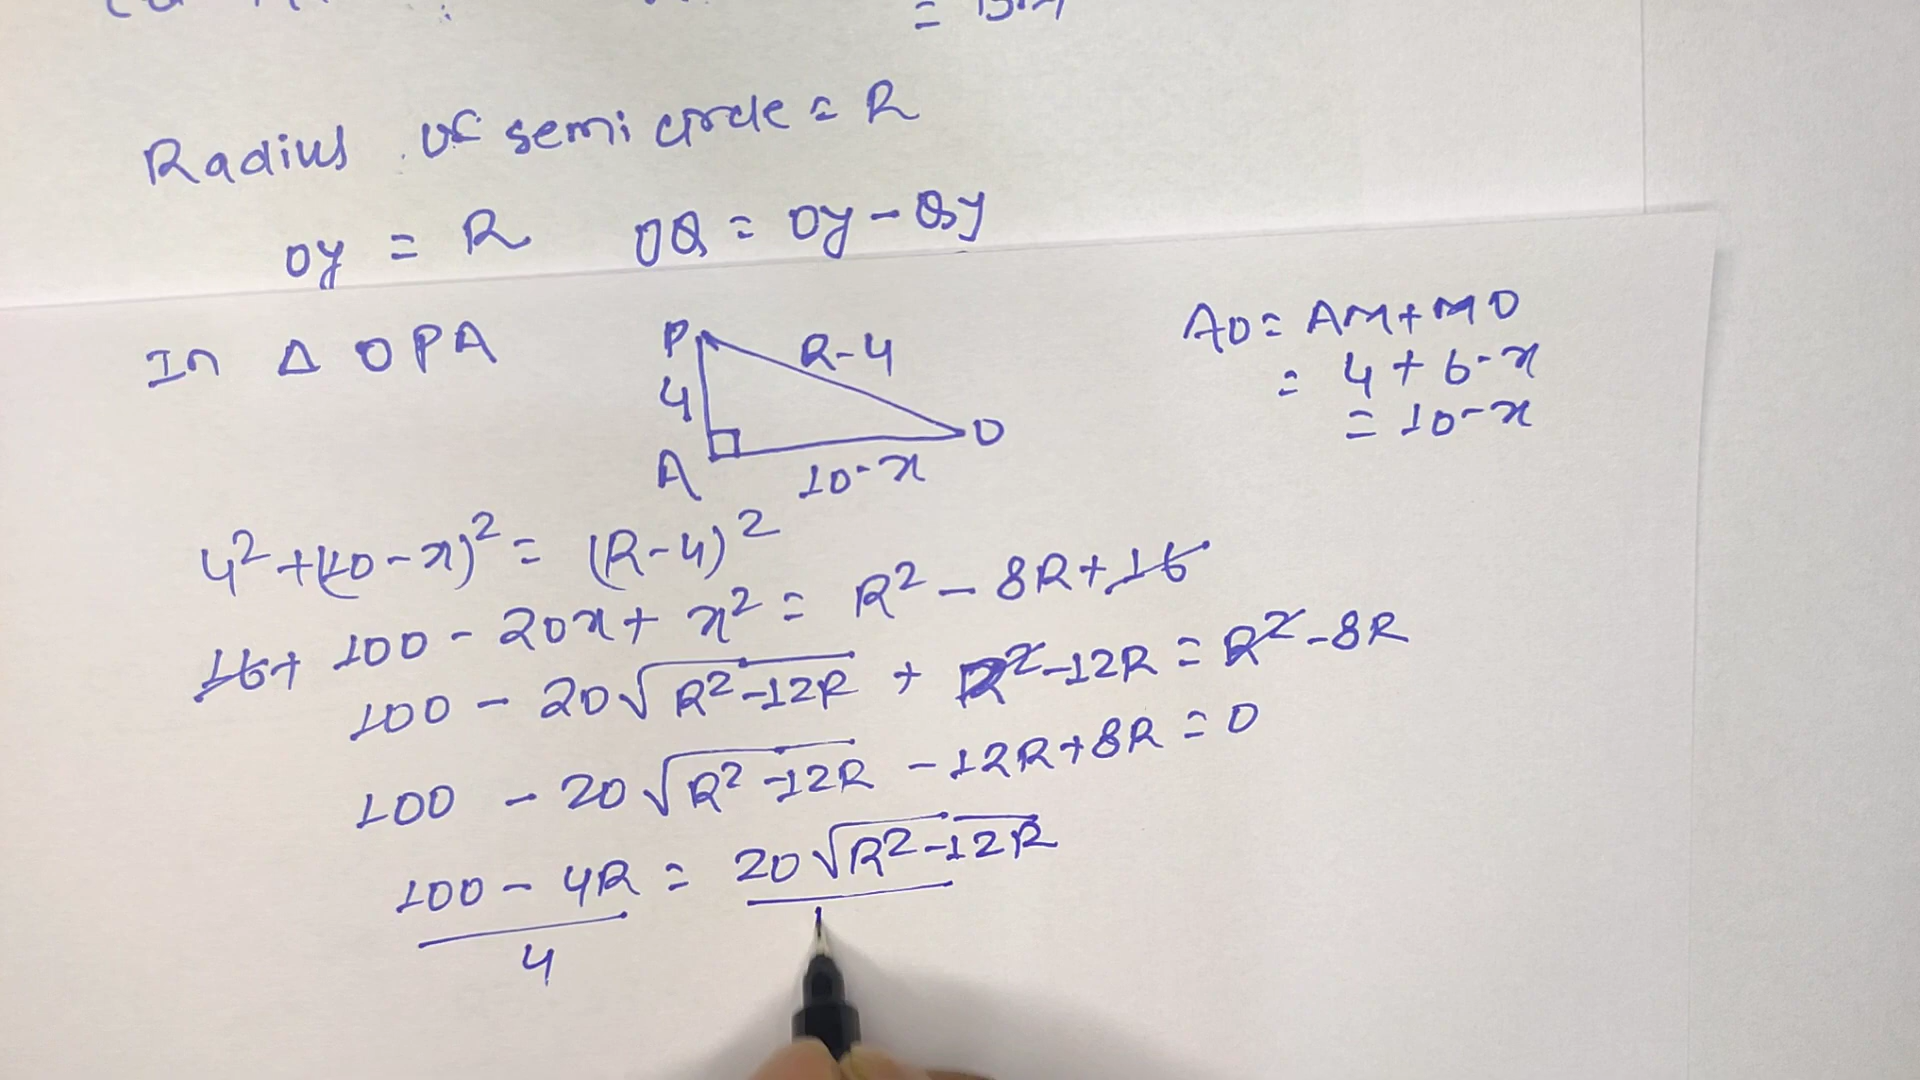 Radius of semi circle = R
OY = R OQ = OY - QY
In Δ OPA
P
R-4
4
A
O
10-x
AO = AM + MO
= 4 + 6-x
= 10-x
4² + (10-x)² = (R-4)²
16 + 100 - 20x + x² = R² - 8R + 16
100 - 20√R²-12R + R²-12R = R²-8R
100 - 20√R²-12R - 12R+8R = 0
100 - 4R = 20√R²-12R
4